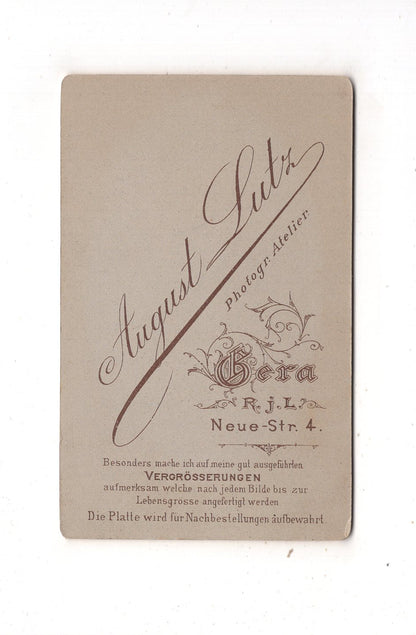 August Lutz
Photogr. Atelier.
Gera
R. j. L.
Neue-Str. 4.
Besonders mache ich auf meine gut ausgeführten
VERGRÖSSERUNGEN
aufmerksam welche nach jedem Bilde bis zur
Lebensgrösse angefertigt werden
Die Platte wird für Nachbestellungen aufbewahrt